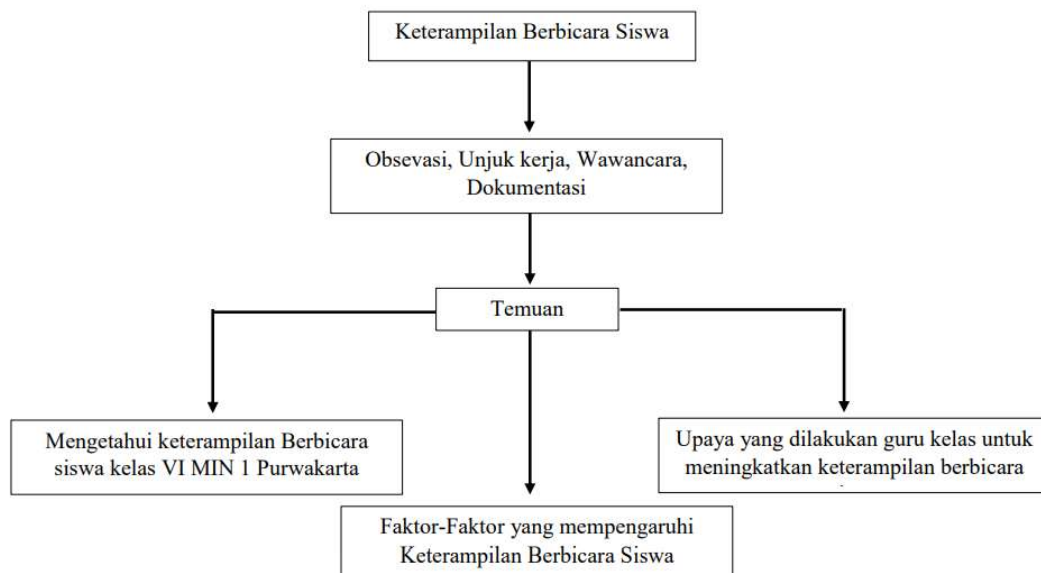 Keterampilan Berbicara Siswa
Obsevasi, Unjuk kerja, Wawancara,
Dokumentasi
Temuan
Mengetahui keterampilan Berbicara
siswa kelas VI MIN 1 Purwakarta
Upaya yang dilakukan guru kelas untuk
meningkatkan keterampilan berbicara
Faktor-Faktor yang mempengaruhi
Keterampilan Berbicara Siswa